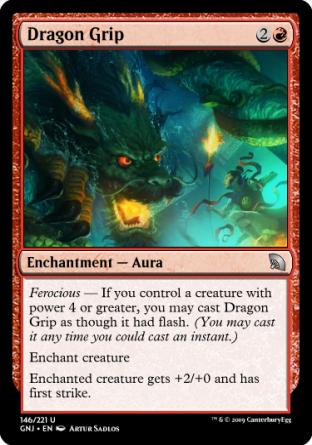 Dragon Grip
2
Enchantment — Aura
Ferocious — If you control a creature with
power 4 or greater, you may cast Dragon
Grip as though it had flash. (You may cast
it any time you could cast an instant.)
Enchant creature
Enchanted creature gets +2/+0 and has
first strike.
146/221 U
GNJ • EN Artur Sadlos
™ & © 2019 CanterburyEgg